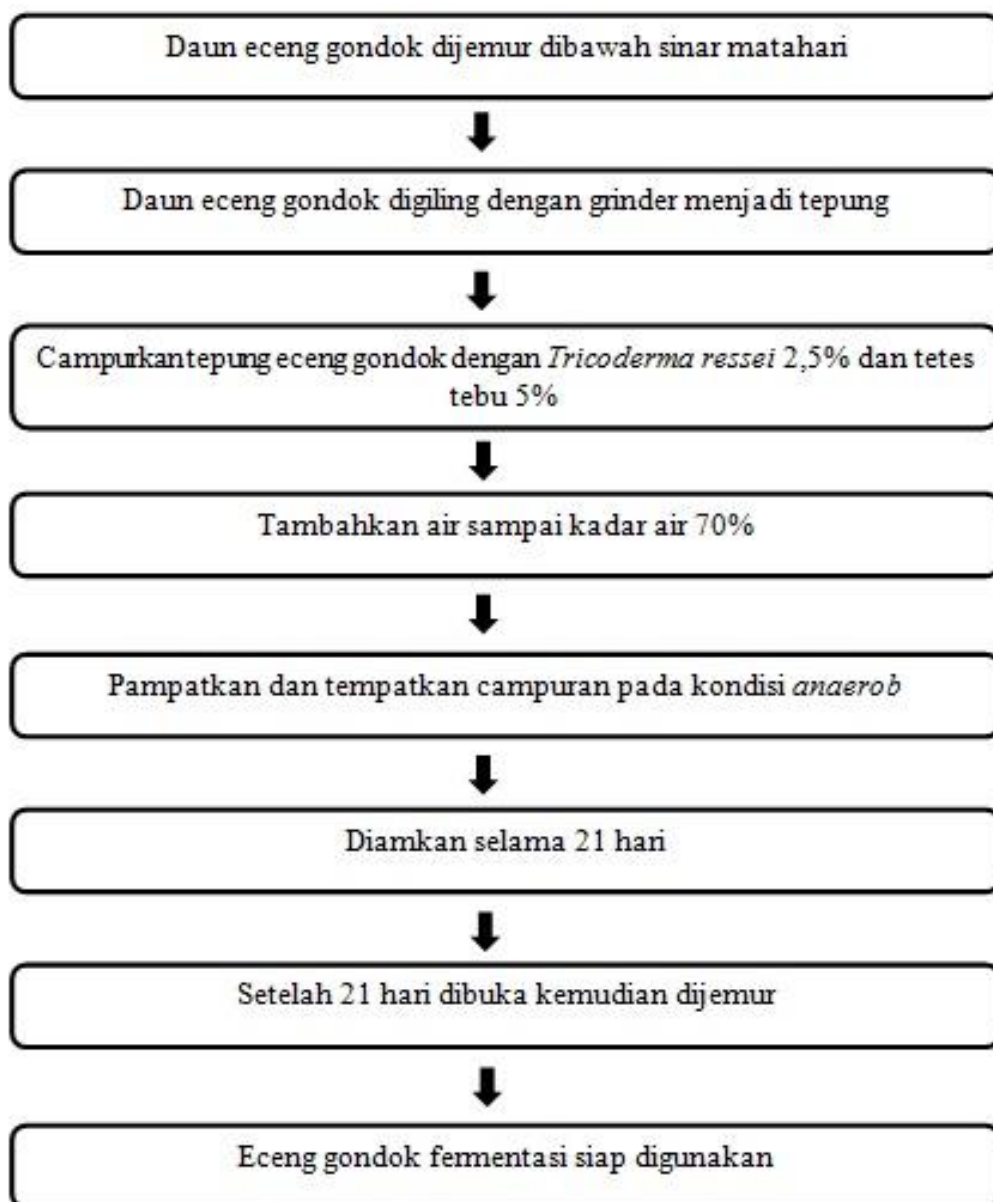 Daun eceng gondok dijemur dibawah sinar matahari
Daun eceng gondok digiling dengan grinder menjadi tepung
Campurkantepung eceng gondok dengan Tricoderma ressei 2,5% dan tetes
tebu 5%
Tambahkan air sampai kadar air 70%
Pampatkan dan tempatkan campuran pada kondisi anaerob
Diamkan selama 21 hari
Setelah 21 hari dibuka kemudian dijemur
Eceng gondok fermentasi siap digunakan